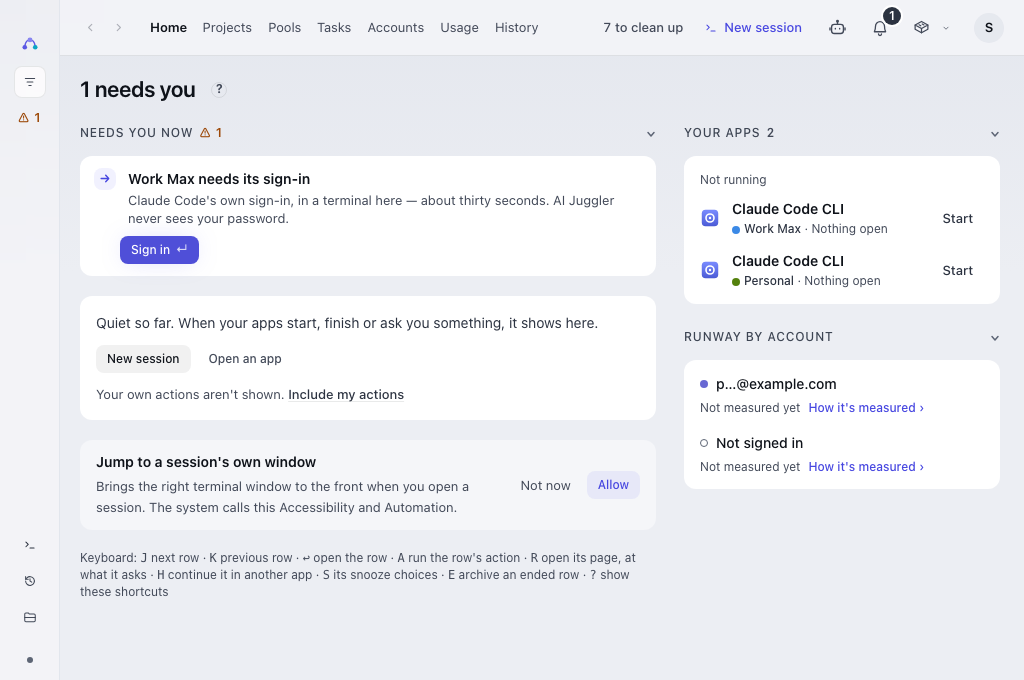 Home Projects Pools Tasks Accounts Usage History 7 to clean up New session 1 S
1
1 needs you ?
NEEDS YOU NOW 1
Work Max needs its sign-in
Claude Code's own sign-in, in a terminal here — about thirty seconds. AI Juggler
never sees your password.
Sign in ↵
Quiet so far. When your apps start, finish or ask you something, it shows here.
New session Open an app
Your own actions aren't shown. Include my actions
Jump to a session's own window
Brings the right terminal window to the front when you open a
session. The system calls this Accessibility and Automation.
Not now Allow
Keyboard: J next row · K previous row · ↩ open the row · A run the row's action · R open its page, at
what it asks · H continue it in another app · S its snooze choices · E archive an ended row · ? show
these shortcuts
YOUR APPS 2
Not running
Claude Code CLI
Work Max · Nothing open
Start
Claude Code CLI
Personal · Nothing open
Start
RUNWAY BY ACCOUNT
p...@example.com
Not measured yet How it's measured ›
Not signed in
Not measured yet How it's measured ›